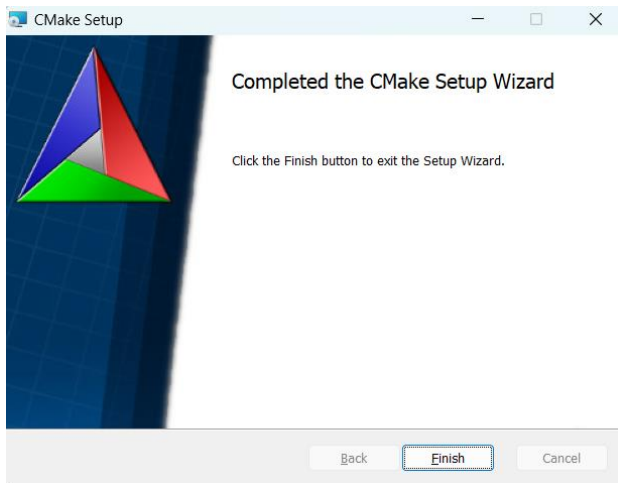 CMake Setup
Completed the CMake Setup Wizard
Click the Finish button to exit the Setup Wizard.
Back
Finish
Cancel